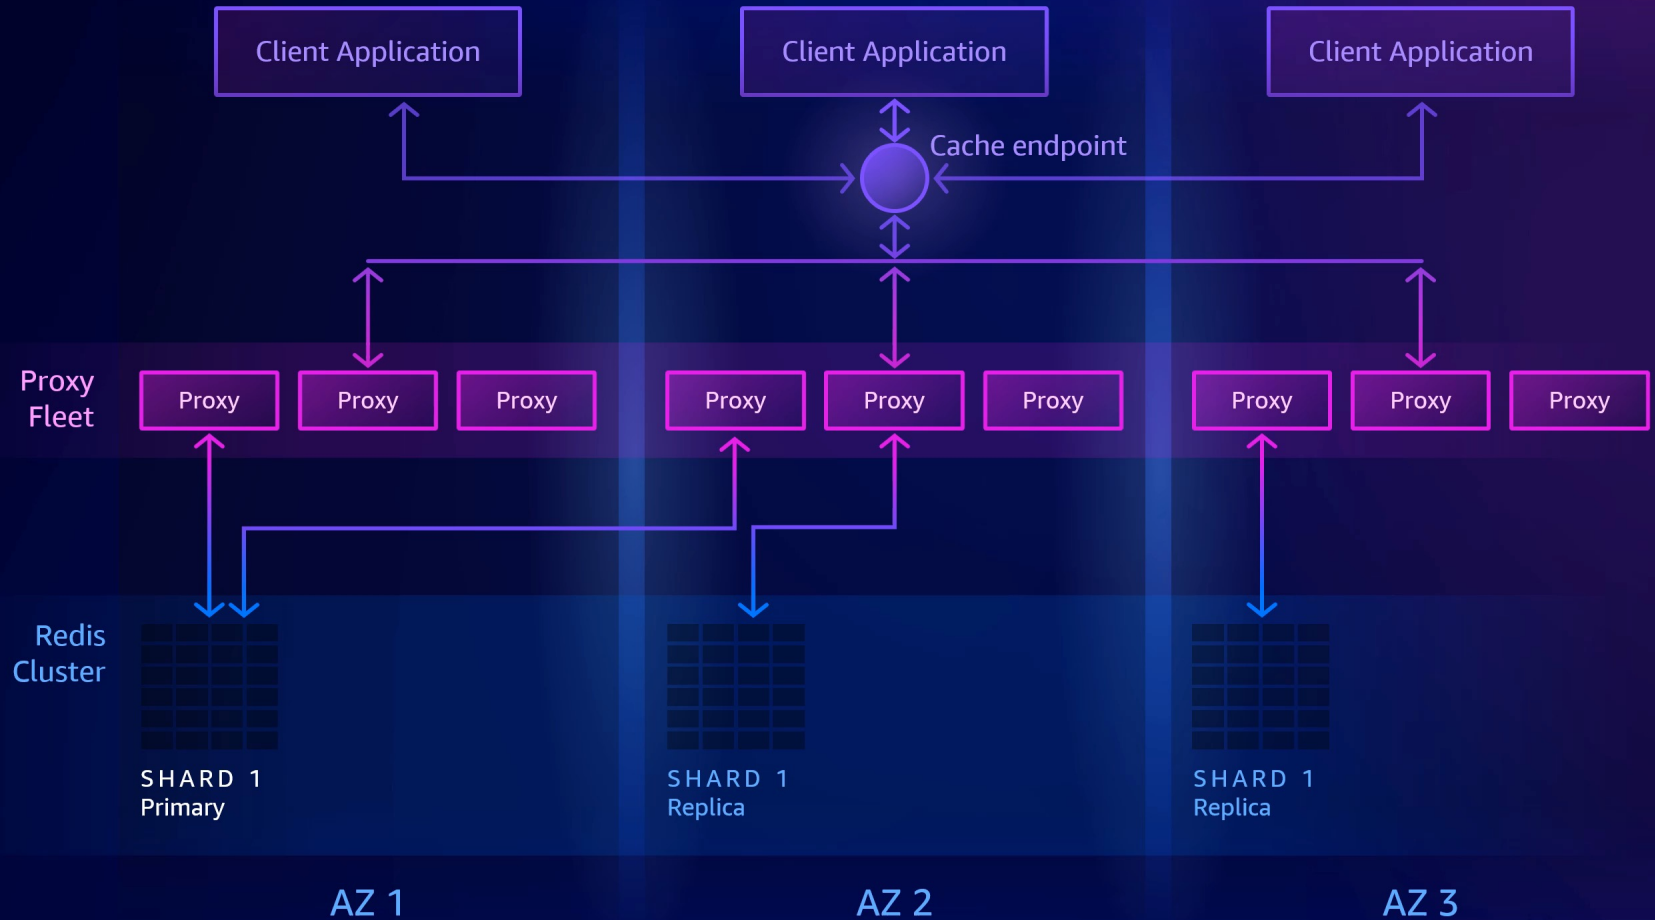 Client Application
Client Application
Client Application
Cache endpoint
Proxy
Fleet
Proxy
Proxy
Proxy
Proxy
Proxy
Proxy
Proxy
Proxy
Proxy
Redis
Cluster
SHARD 1
Primary
SHARD 1
Replica
SHARD 1
Replica
AZ 1
AZ 2
AZ 3